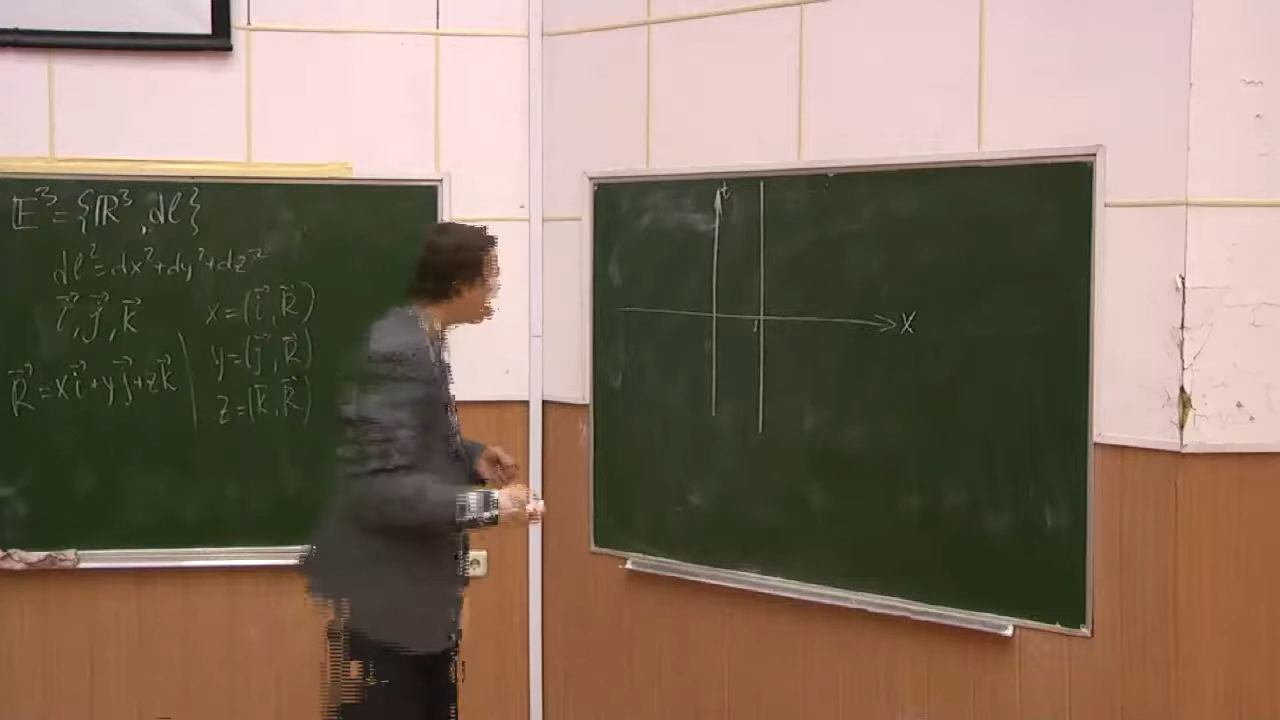 E³ = {R³, dl}
dl² = dx² + dy² + dz²
i⃗, j⃗, k⃗
R⃗ = xi⃗ + yj⃗ + zk⃗
x = (i⃗, R⃗)
y = (j⃗, R⃗)
z = (k⃗, R⃗)
t
X